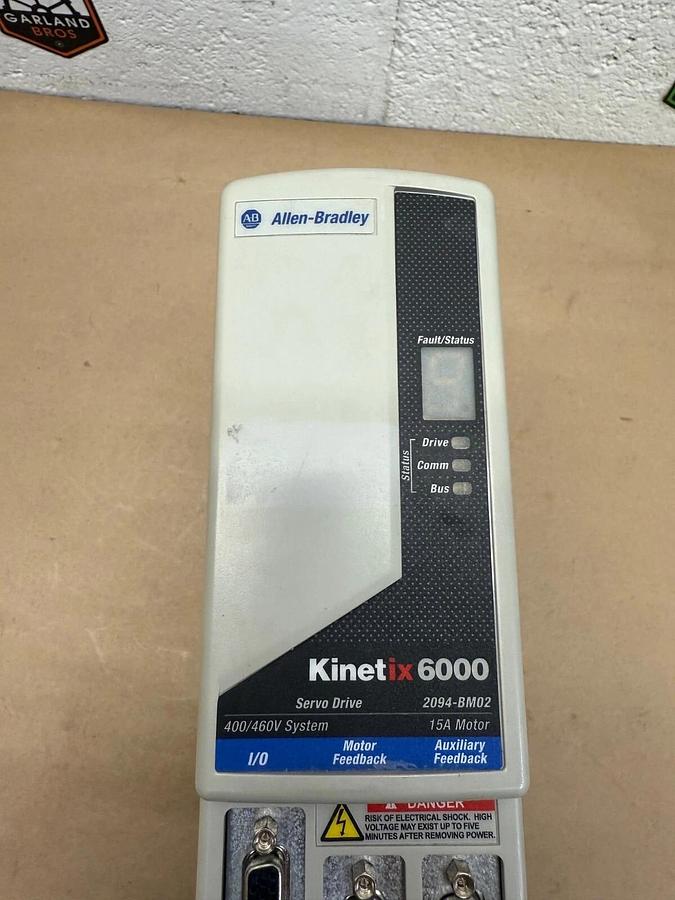 GARLAND
BROS
AB Allen-Bradley
Fault/Status
Status
Drive
Comm
Bus
Kinetix 6000
Servo Drive 2094-BM02
400/460V System 15A Motor
I/O
Motor
Feedback
Auxiliary
Feedback
DANGER
RISK OF ELECTRICAL SHOCK. HIGH
VOLTAGE MAY EXIST UP TO FIVE
MINUTES AFTER REMOVING POWER.